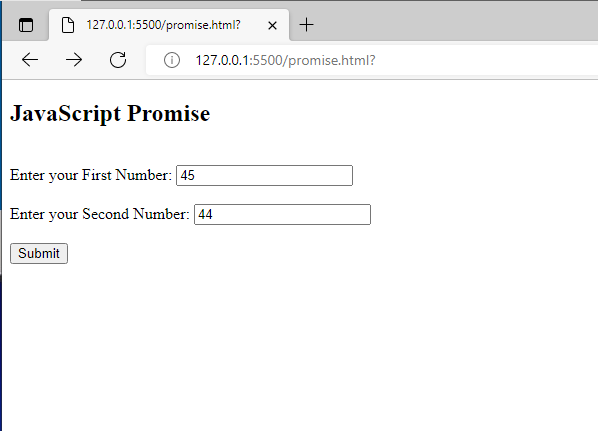 127.0.0.1:5500/promise.html?
127.0.0.1:5500/promise.html?
JavaScript Promise
Enter your First Number: 45
Enter your Second Number: 44
Submit